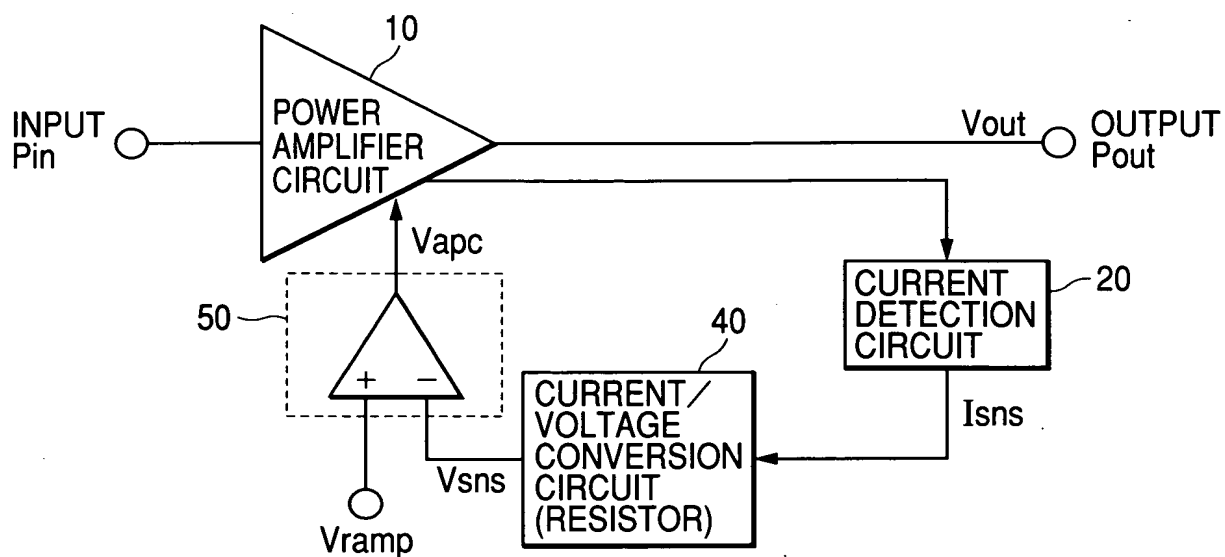 10
INPUT
Pin
POWER
AMPLIFIER
CIRCUIT
Vout
OUTPUT
Pout
Vapc
50
+ −
CURRENT
DETECTION
CIRCUIT
20
40
CURRENT /
VOLTAGE
CONVERSION
CIRCUIT
(RESISTOR)
Isns
Vsns
Vramp